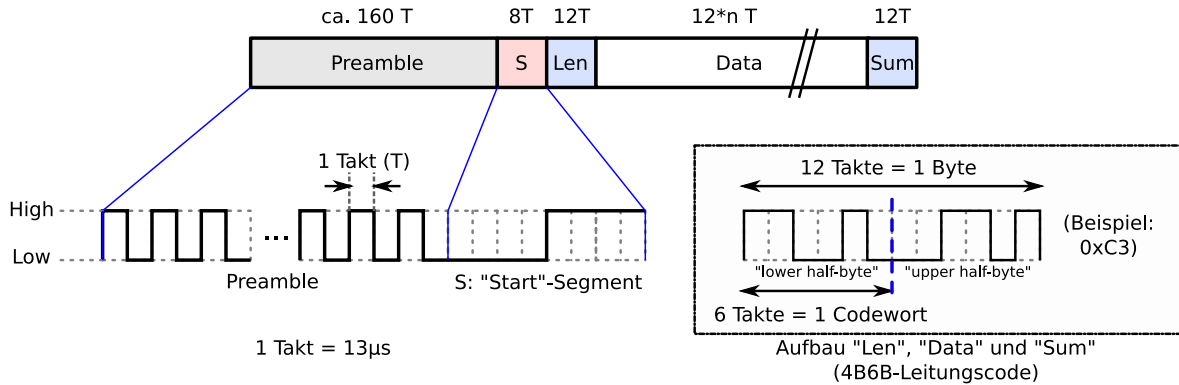 ca. 160 T 8T 12T 12*n T 12T
Preamble S Len Data Sum
1 Takt (T)
High
Low
...
Preamble
S: "Start"-Segment
1 Takt = 13µs
12 Takte = 1 Byte
(Beispiel:
0xC3)
"lower half-byte" "upper half-byte"
6 Takte = 1 Codewort
Aufbau "Len", "Data" und "Sum"
(4B6B-Leitungscode)